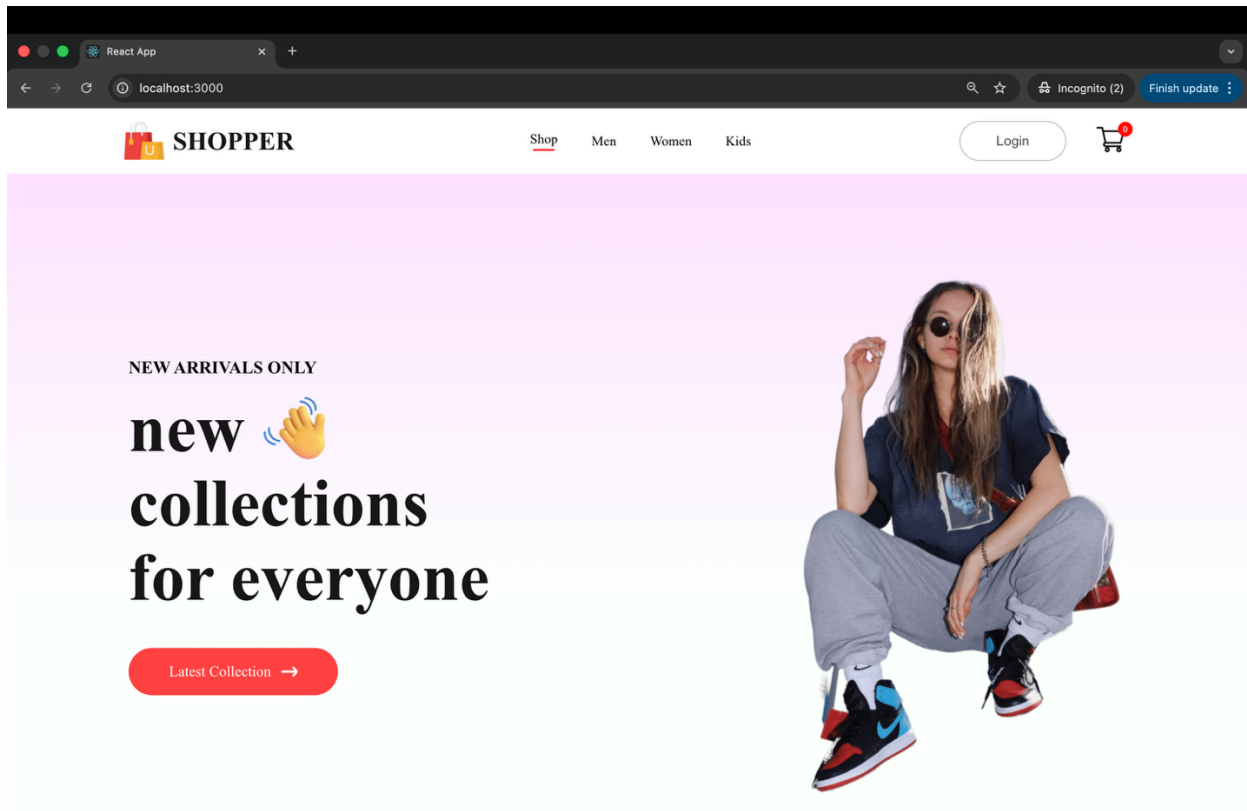 React App
localhost:3000
Incognito (2)
Finish update
U
SHOPPER
Shop
Men
Women
Kids
Login
0
NEW ARRIVALS ONLY
new
collections
for everyone
Latest Collection